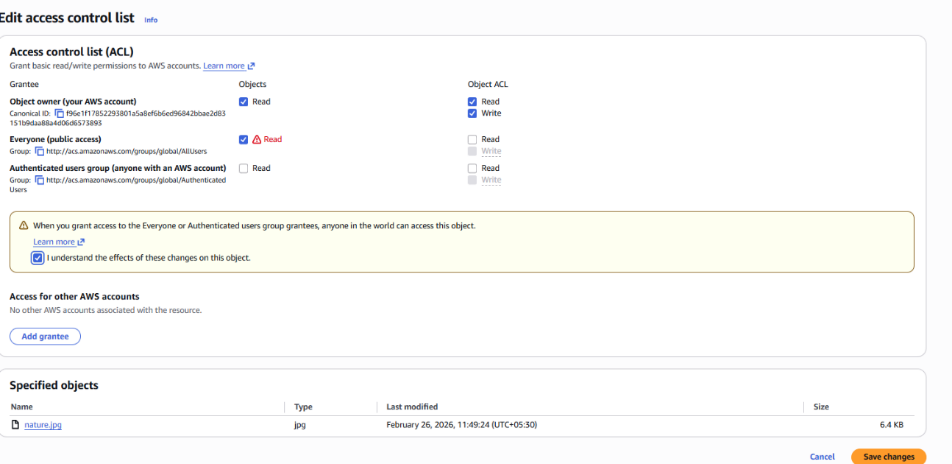 Edit access control list Info
Access control list (ACL)
Grant basic read/write permissions to AWS accounts. Learn more
Grantee Objects Object ACL
Object owner (your AWS account) Read Read
Canonical ID: f96e1f17852293801a5a8ef6b6ed96842bbae2d83 Write
151b9daa88a4d06d6573893
Everyone (public access) Read Read
Group: http://acs.amazonaws.com/groups/global/AllUsers Write
Authenticated users group (anyone with an AWS account) Read Read
Group: http://acs.amazonaws.com/groups/global/Authenticated Write
Users
When you grant access to the Everyone or Authenticated users group grantees, anyone in the world can access this object.
Learn more
I understand the effects of these changes on this object.
Access for other AWS accounts
No other AWS accounts associated with the resource.
Add grantee
Specified objects
Name Type Last modified Size
nature.jpg jpg February 26, 2026, 11:49:24 (UTC+05:30) 6.4 KB
Cancel Save changes